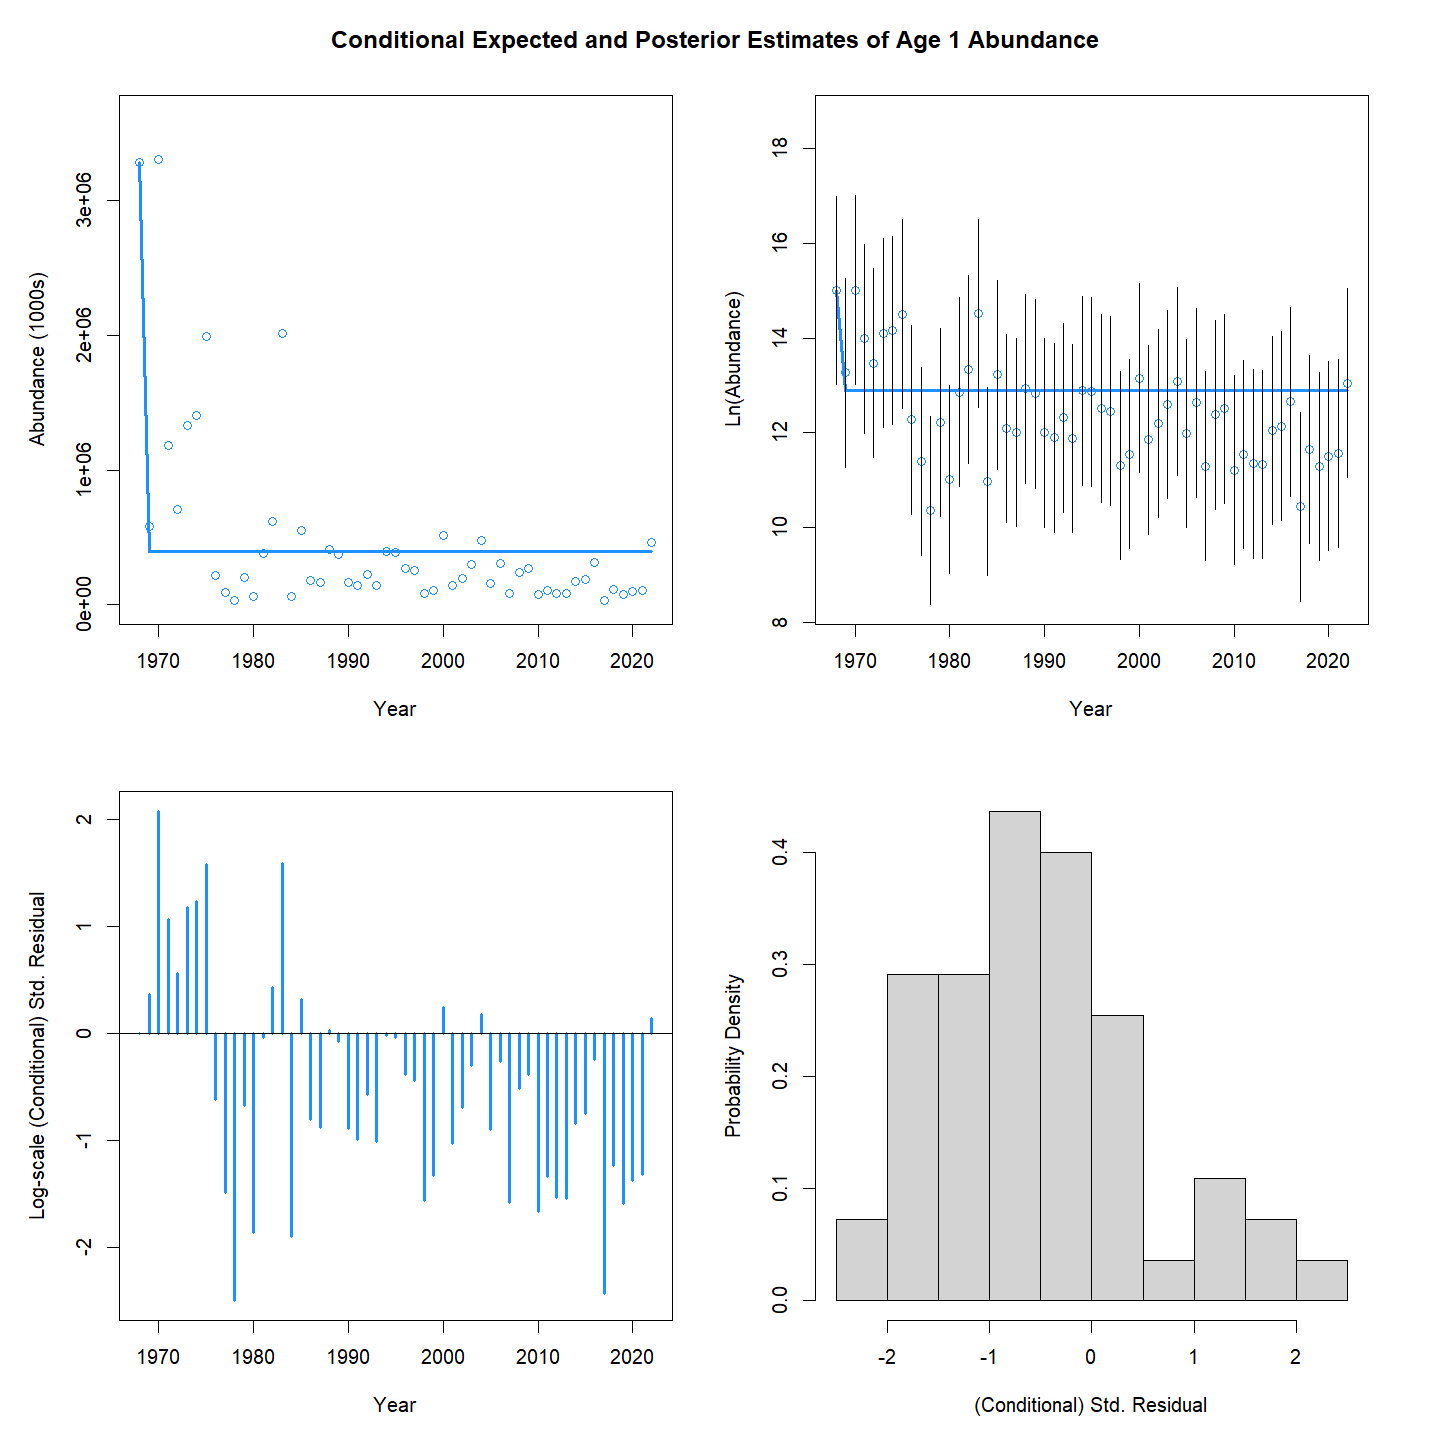 Conditional Expected and Posterior Estimates of Age 1 Abundance
Abundance (1000s)
3e+06
2e+06
1e+06
0e+00
1970 1980 1990 2000 2010 2020
Year
Ln(Abundance)
18
16
14
12
10
8
1970 1980 1990 2000 2010 2020
Year
Log-scale (Conditional) Std. Residual
2
1
0
-1
-2
1970 1980 1990 2000 2010 2020
Year
Probability Density
0.4
0.3
0.2
0.1
0.0
-2 -1 0 1 2
(Conditional) Std. Residual